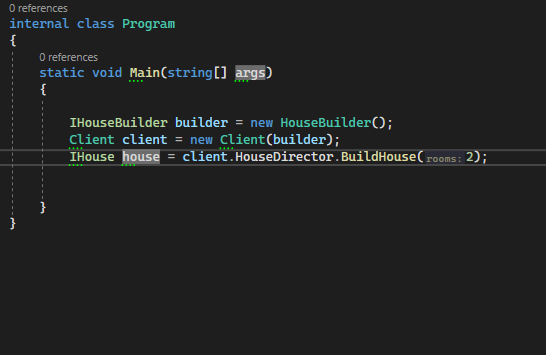 0 references
internal class Program
{
0 references
static void Main(string[] args)
{
IHouseBuilder builder = new HouseBuilder();
Client client = new Client(builder);
IHouse house = client.HouseDirector.BuildHouse(rooms: 2);
}
}